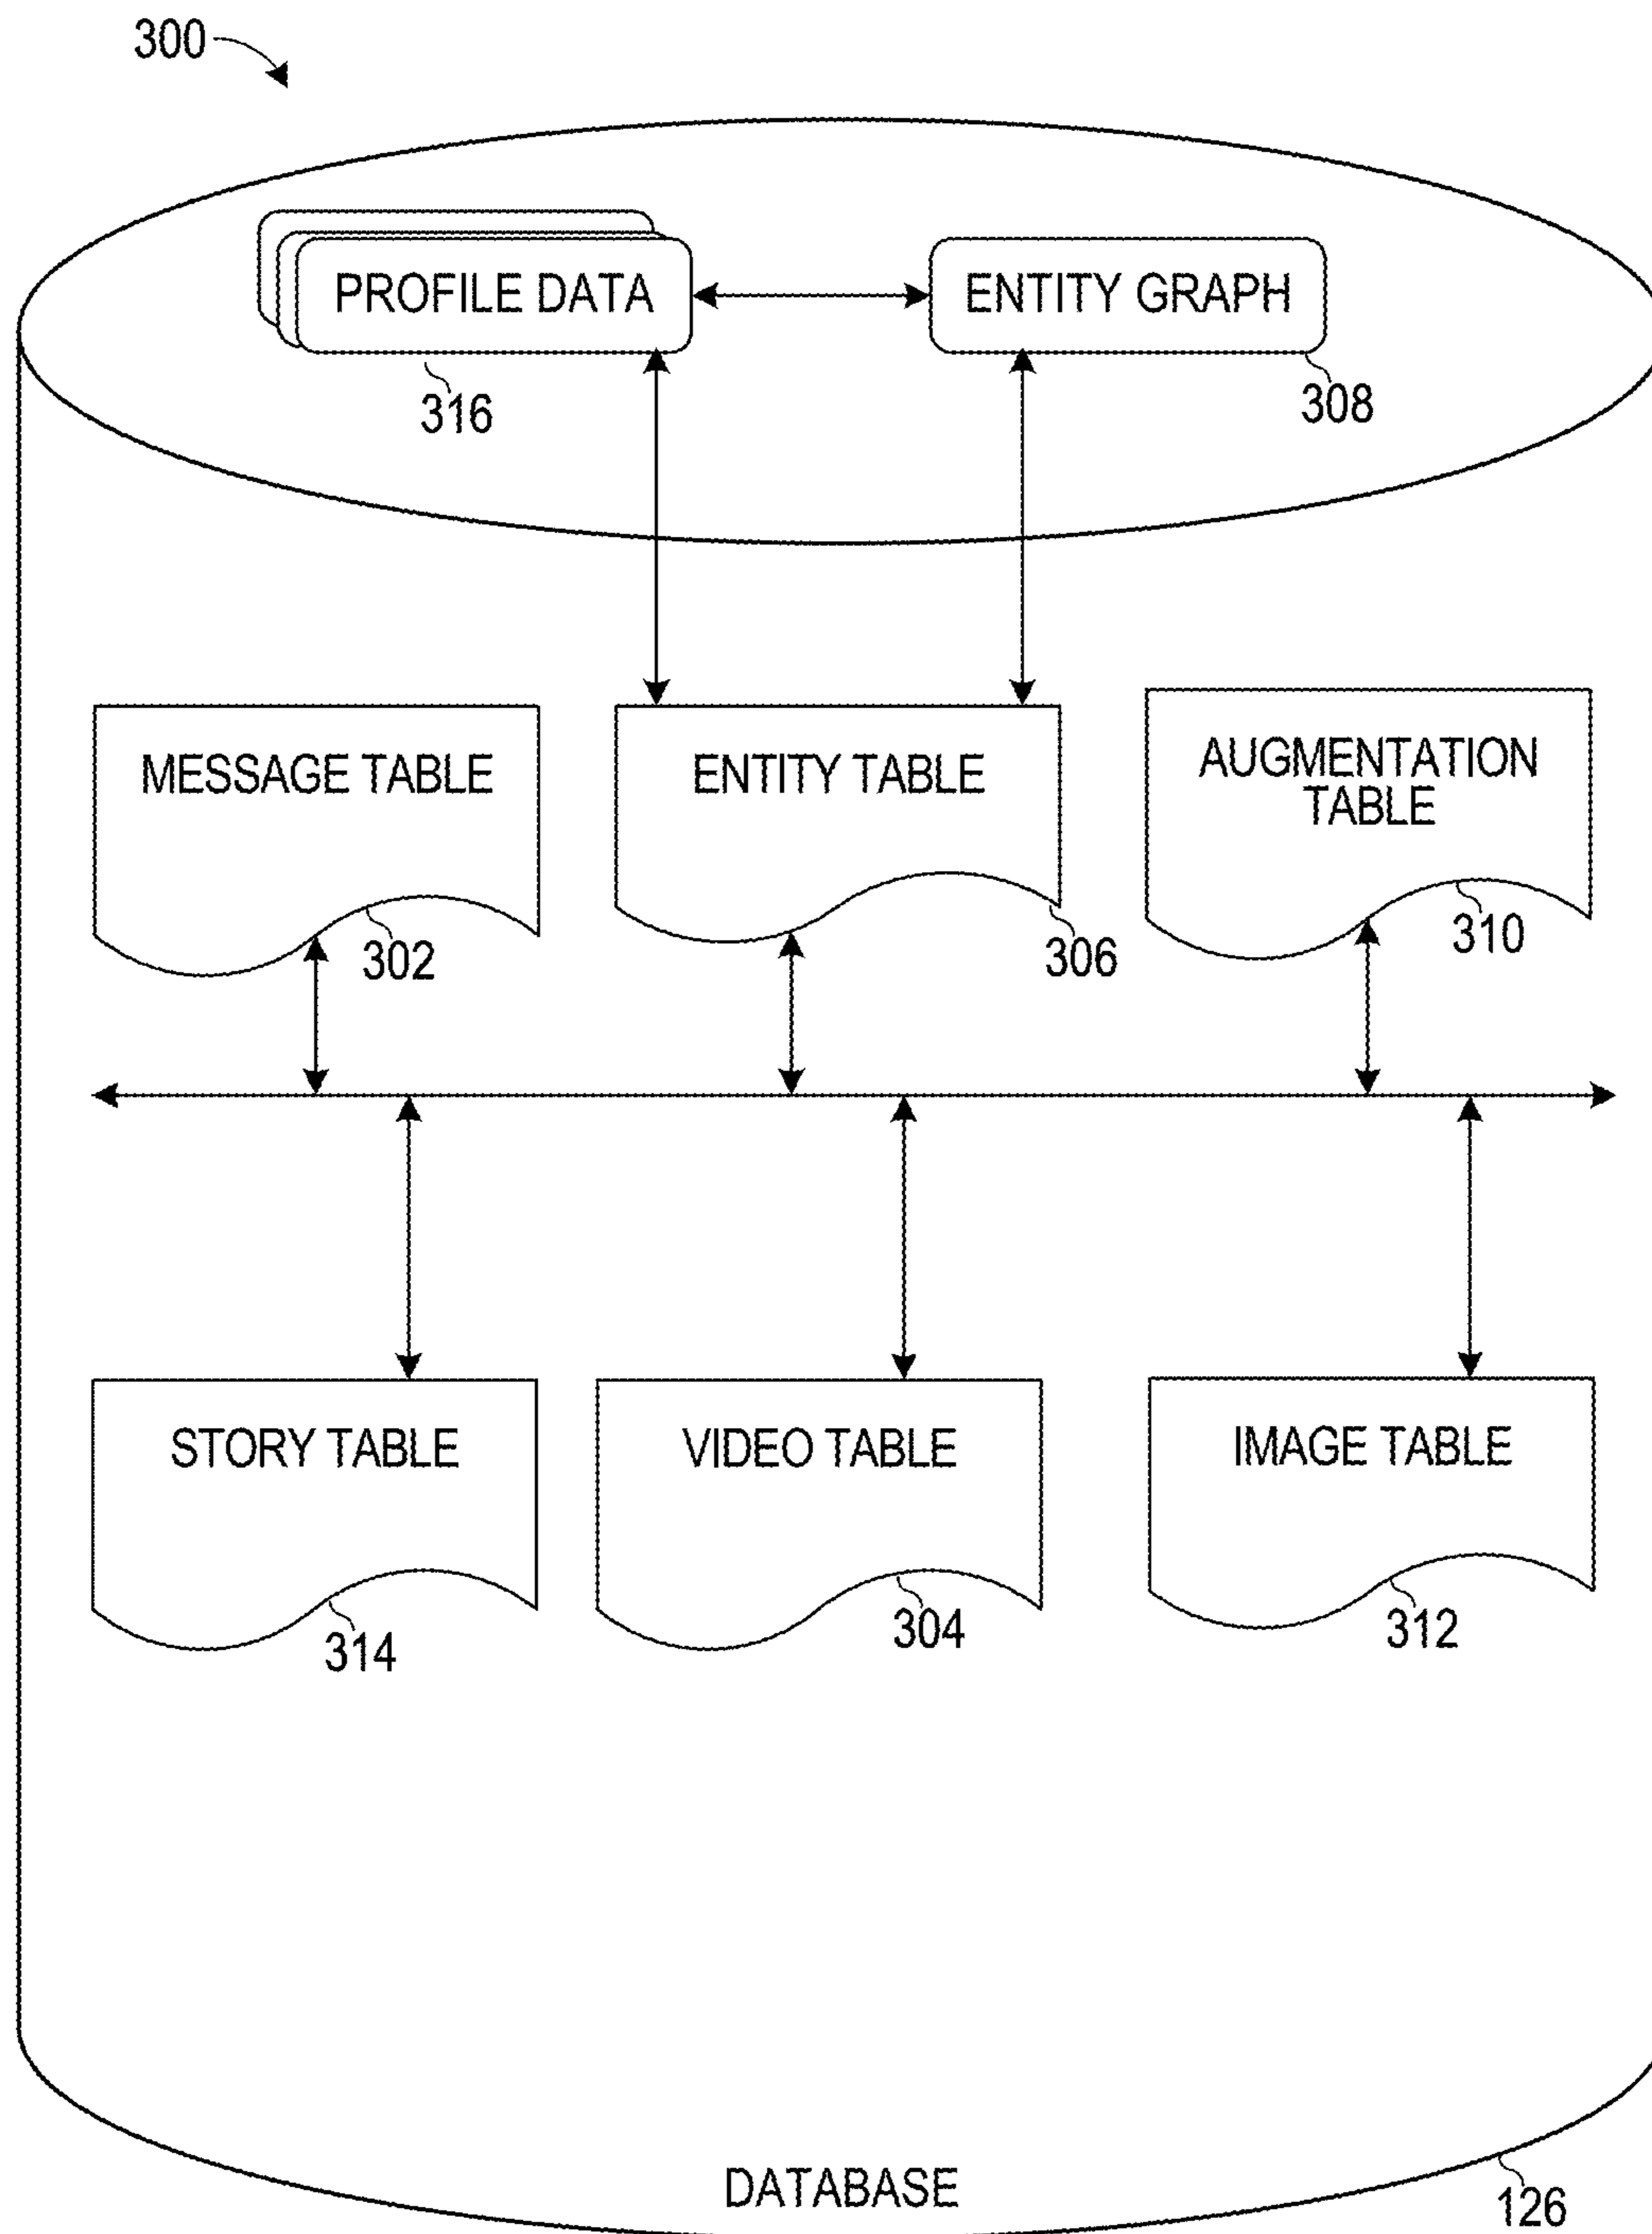 300
PROFILE DATA
ENTITY GRAPH
316
308
MESSAGE TABLE
ENTITY TABLE
AUGMENTATION
TABLE
302
306
310
STORY TABLE
VIDEO TABLE
IMAGE TABLE
314
304
312
DATABASE
126